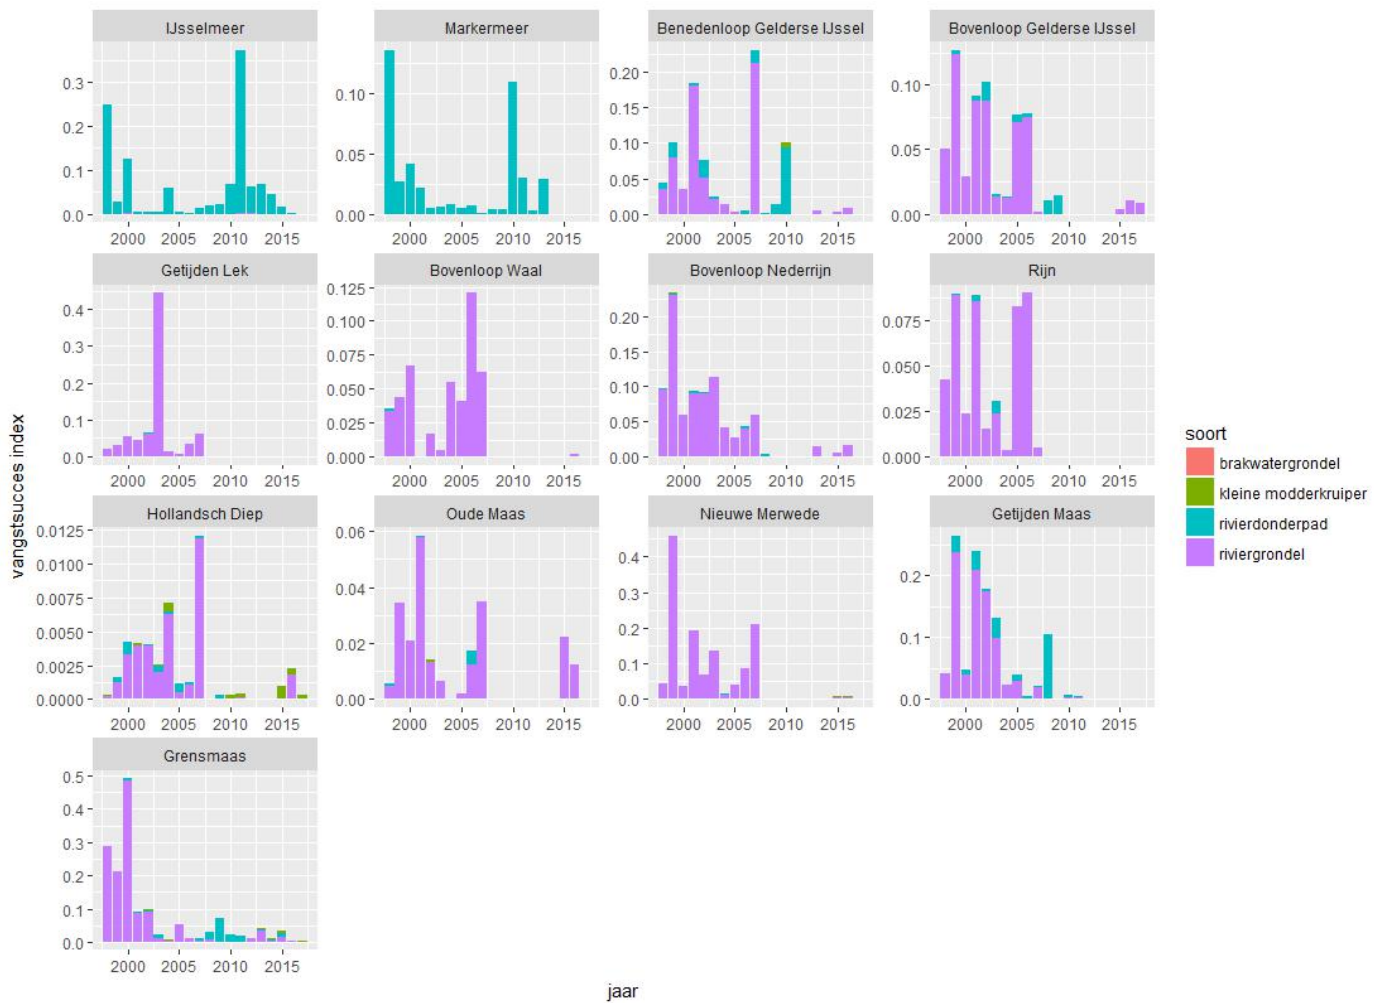 IJsselmeer
Markermeer
Benedenloop Gelderse IJssel
Bovenloop Gelderse IJssel
0.3
0.2
0.1
0.0
0.10
0.05
0.00
0.20
0.15
0.10
0.05
0.00
0.10
0.05
0.00
2000 2005 2010 2015
2000 2005 2010 2015
2000 2005 2010 2015
2000 2005 2010 2015
Getijden Lek
Bovenloop Waal
Bovenloop Nederrijn
Rijn
0.4
0.3
0.2
0.1
0.0
0.125
0.100
0.075
0.050
0.025
0.000
0.20
0.15
0.10
0.05
0.00
0.075
0.050
0.025
0.000
2000 2005 2010 2015
2000 2005 2010 2015
2000 2005 2010 2015
2000 2005 2010 2015
Hollandsch Diep
Oude Maas
Nieuwe Merwede
Getijden Maas
0.0125
0.0100
0.0075
0.0050
0.0025
0.0000
0.06
0.04
0.02
0.00
0.4
0.3
0.2
0.1
0.0
0.2
0.1
0.0
2000 2005 2010 2015
2000 2005 2010 2015
2000 2005 2010 2015
2000 2005 2010 2015
Grensmaas
0.5
0.4
0.3
0.2
0.1
0.0
2000 2005 2010 2015
vangstsucces index
jaar
soort
brakwatergrondel
kleine modderkruiper
rivierdonderpad
riviergrondel